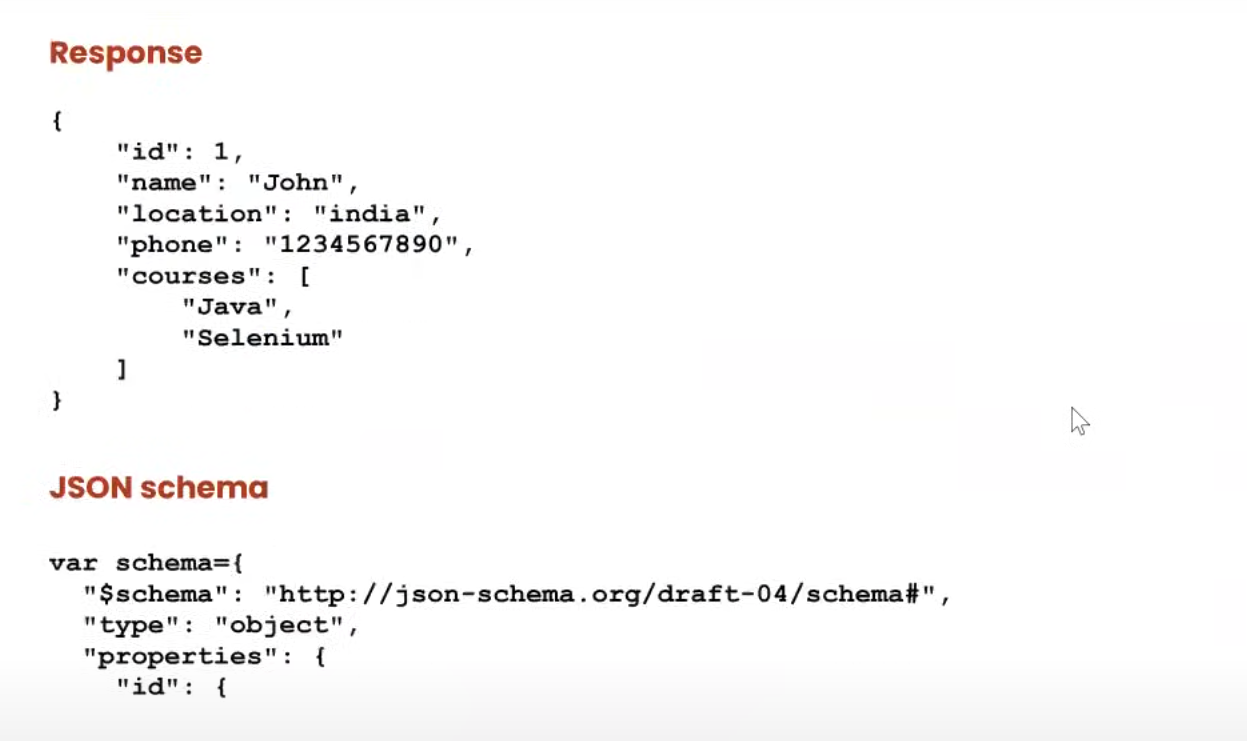 Response
{
"id": 1,
"name": "John",
"location": "india",
"phone": "1234567890",
"courses": [
"Java",
"Selenium"
]
}
JSON schema
var schema={
"$schema": "http://json-schema.org/draft-04/schema#",
"type": "object",
"properties": {
"id": {